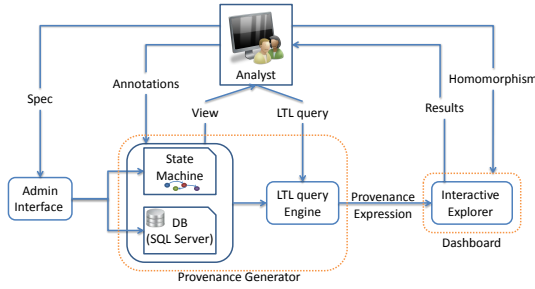 Analyst
Annotations
Homomorphism
Spec
View
LTL query
Results
State
Machine
Admin
Interface
LTL query
Engine
Provenance
Expression
Interactive
Explorer
DB
(SQL Server)
Dashboard
Provenance Generator